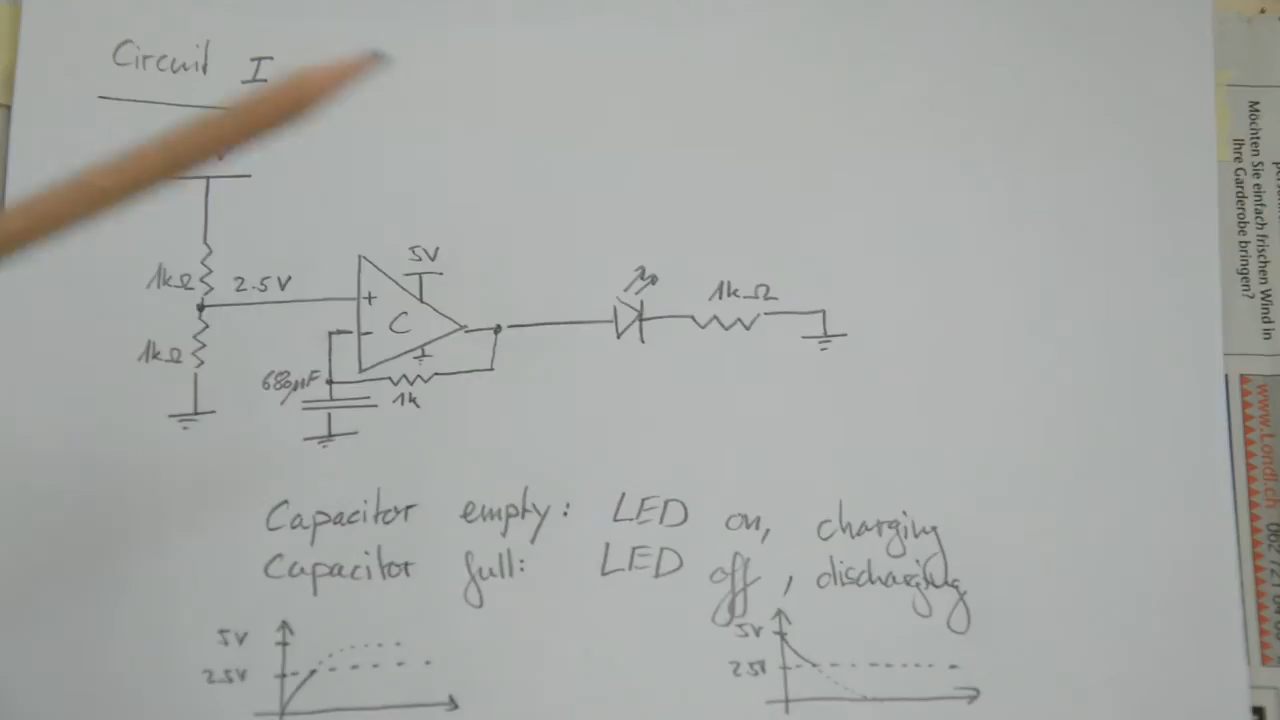 Circuit I
5V
1kΩ
2.5V
+
C
-
1kΩ
1kΩ
680µF
1k
Capacitor empty: LED on, charging
Capacitor full: LED off, discharging
5V
2.5V
5V
2.5V
Möchten Sie einfach frischen Wind in
Ihre Garderobe bringen?
www.Londi.ch